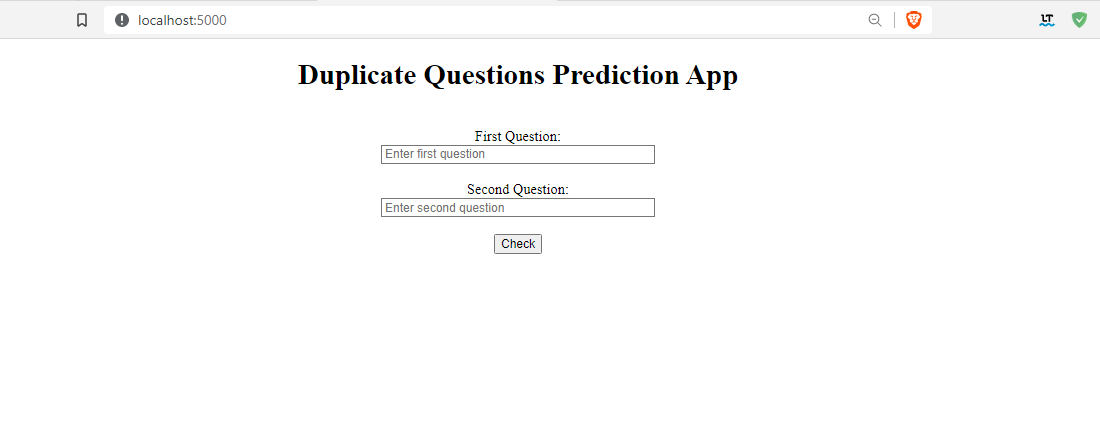 localhost:5000
LT
Duplicate Questions Prediction App
First Question:
Enter first question
Second Question:
Enter second question
Check